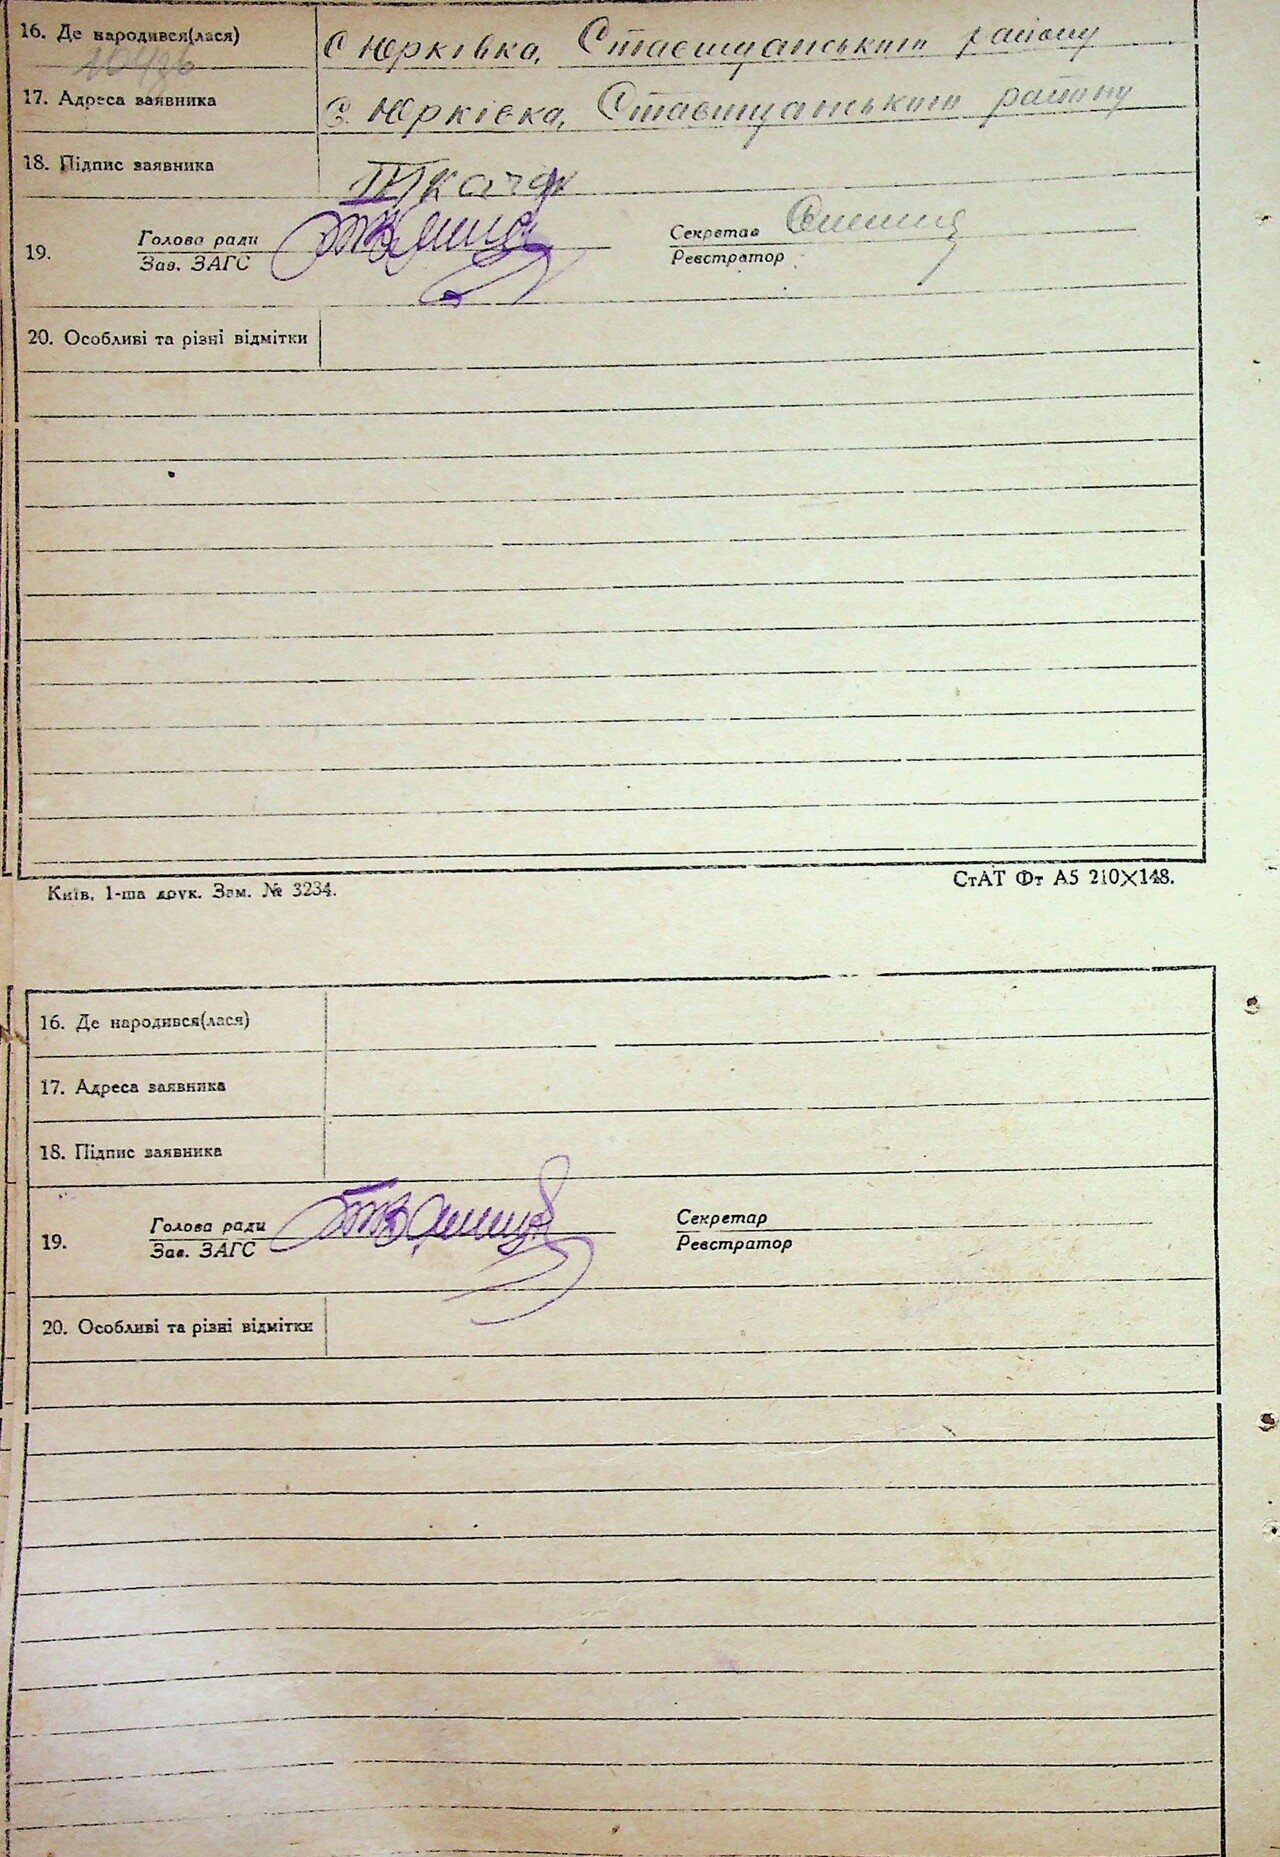 16. Де народився(лася) с Юрківка, Ставищанським району
17. Адреса заявника с. Юрківка, Ставищанським району
18. Підпис заявника Ткачук
19. Голова ради Секретар
Зав. ЗАГС Реєстратор
20. Особливі та різні відмітки
Київ, 1-ша друк. Зам. № 3234. СтАТ Фт А5 210×148.
16. Де народився(лася)
17. Адреса заявника
18. Підпис заявника
19. Голова ради Секретар
Зав. ЗАГС Реєстратор
20. Особливі та різні відмітки